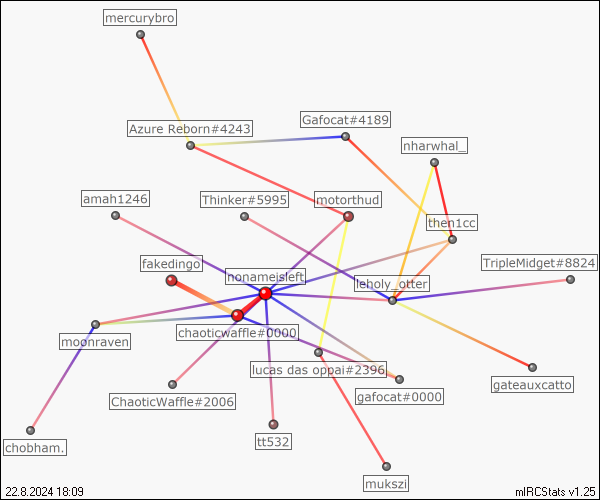 mercurybro
Gafocat#4189
Azure Reborn#4243
nharwhal_
amah1246
Thinker#5995
motorthud
then1cc
fakedingo
nonameisleft
leholy_otter
TripleMidget#8824
moonraven
chaoticwaffle#0000
lucas das oppai#2396
gateauxcatto
ChaoticWaffle#2006
gafocat#0000
chobham.
tt532
mukszi
22.8.2024 18:09
mIRCStats v1.25